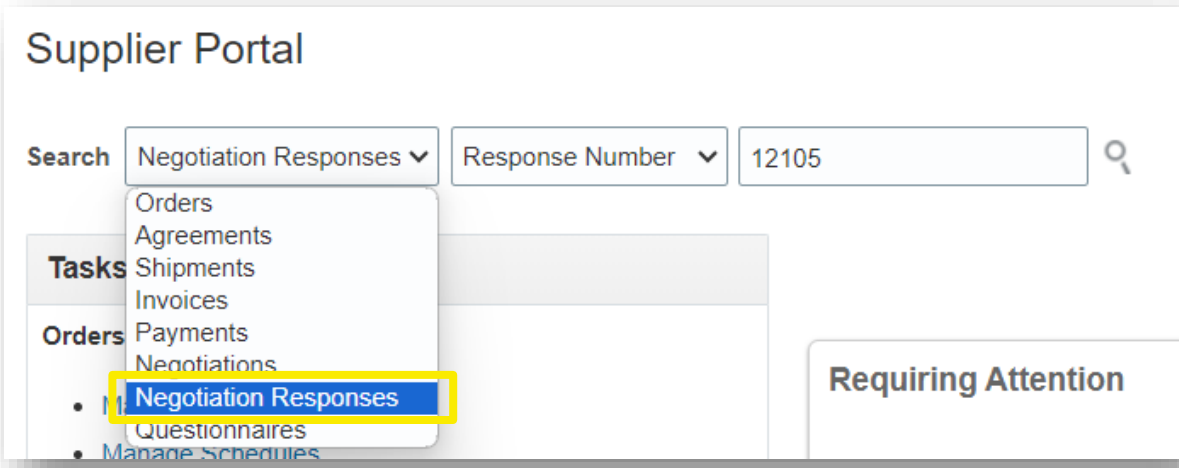 Supplier Portal
Search Negotiation Responses Response Number 12105
Orders
Agreements
Shipments
Tasks
Invoices
Payments
Orders
Negotiations
Negotiation Responses
Questionnaires
Manage Schedules
Requiring Attention